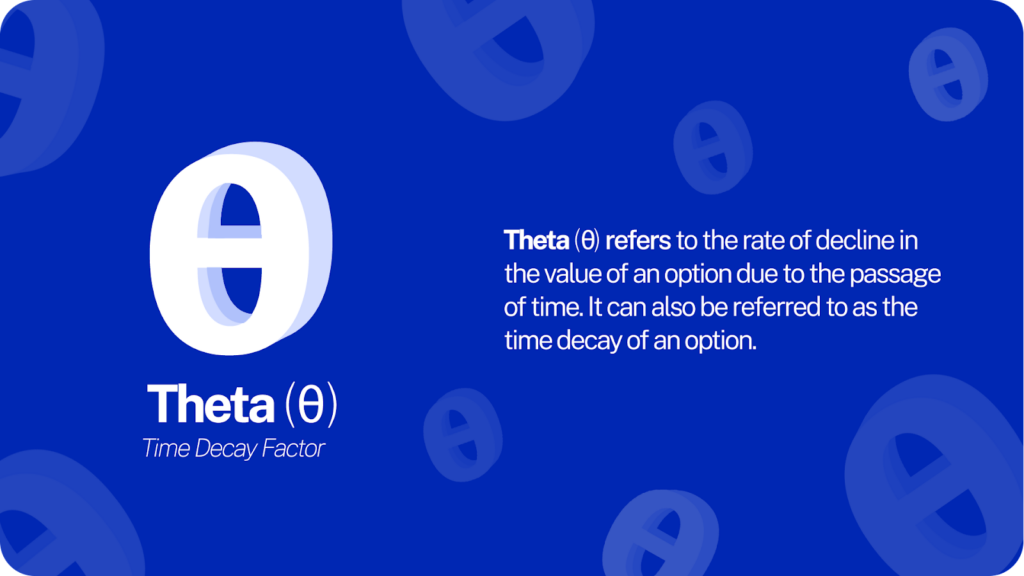 θ
Theta (θ)
Time Decay Factor
Theta (θ) refers to the rate of decline in
the value of an option due to the passage
of time. It can also be referred to as the
time decay of an option.